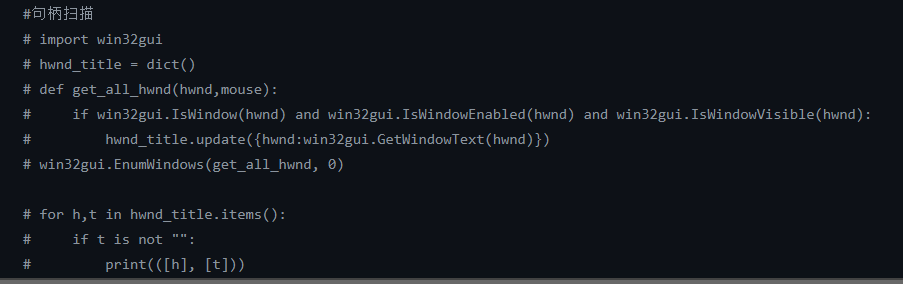 #句柄扫描
# import win32gui
# hwnd_title = dict()
# def get_all_hwnd(hwnd,mouse):
#     if win32gui.IsWindow(hwnd) and win32gui.IsWindowEnabled(hwnd) and win32gui.IsWindowVisible(hwnd):
#         hwnd_title.update({hwnd:win32gui.GetWindowText(hwnd)})
# win32gui.EnumWindows(get_all_hwnd, 0)

# for h,t in hwnd_title.items():
#     if t is not "":
#         print(([h], [t]))